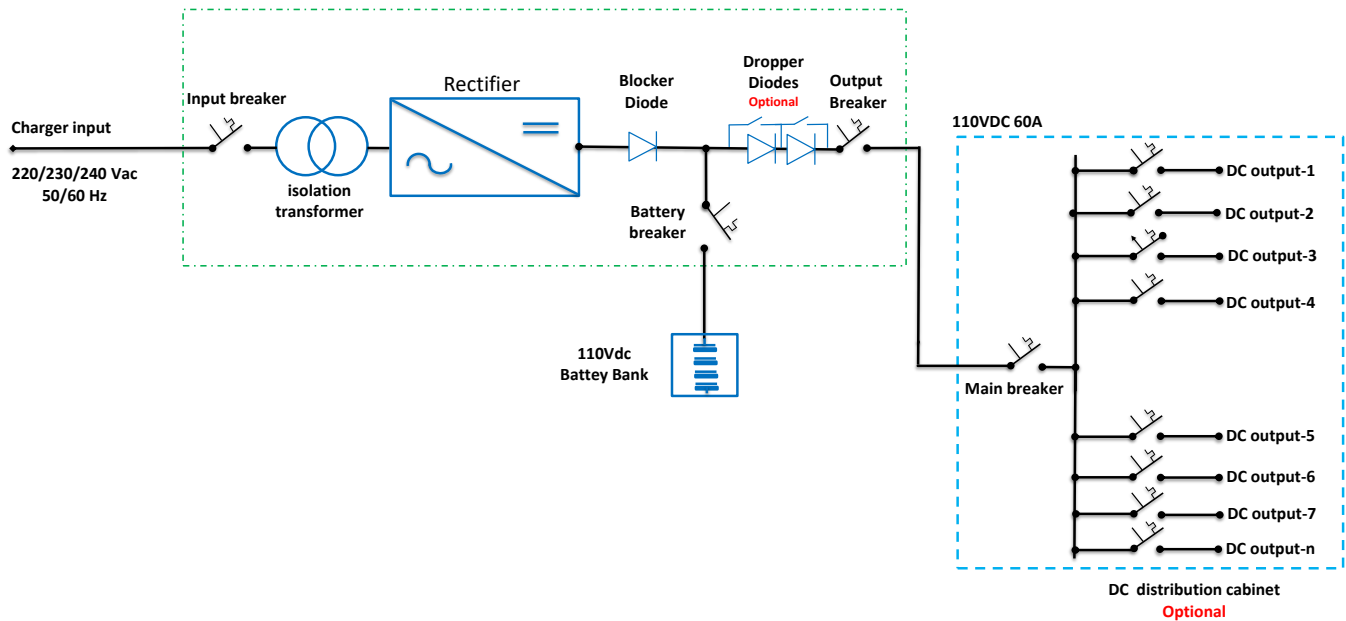 Charger input
220/230/240 Vac
50/60 Hz
Input breaker
isolation
transformer
Rectifier
Blocker
Diode
Dropper
Diodes
Optional
Output
Breaker
Battery
breaker
110Vdc
Battey Bank
110VDC 60A
Main breaker
DC output-1
DC output-2
DC output-3
DC output-4
DC output-5
DC output-6
DC output-7
DC output-n
DC distribution cabinet
Optional